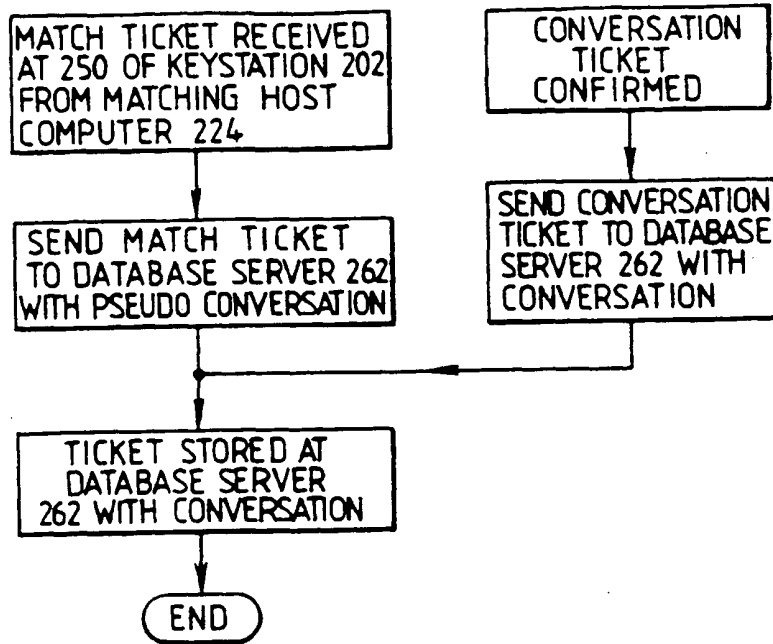 MATCH TICKET RECEIVED
AT 250 OF KEYSTATION 202
FROM MATCHING HOST
COMPUTER 224
CONVERSATION
TICKET
CONFIRMED
SEND MATCH TICKET
TO DATABASE SERVER 262
WITH PSEUDO CONVERSATION
SEND CONVERSATION
TICKET TO DATABASE
SERVER 262 WITH
CONVERSATION
TICKET STORED AT
DATABASE SERVER
262 WITH CONVERSATION
END